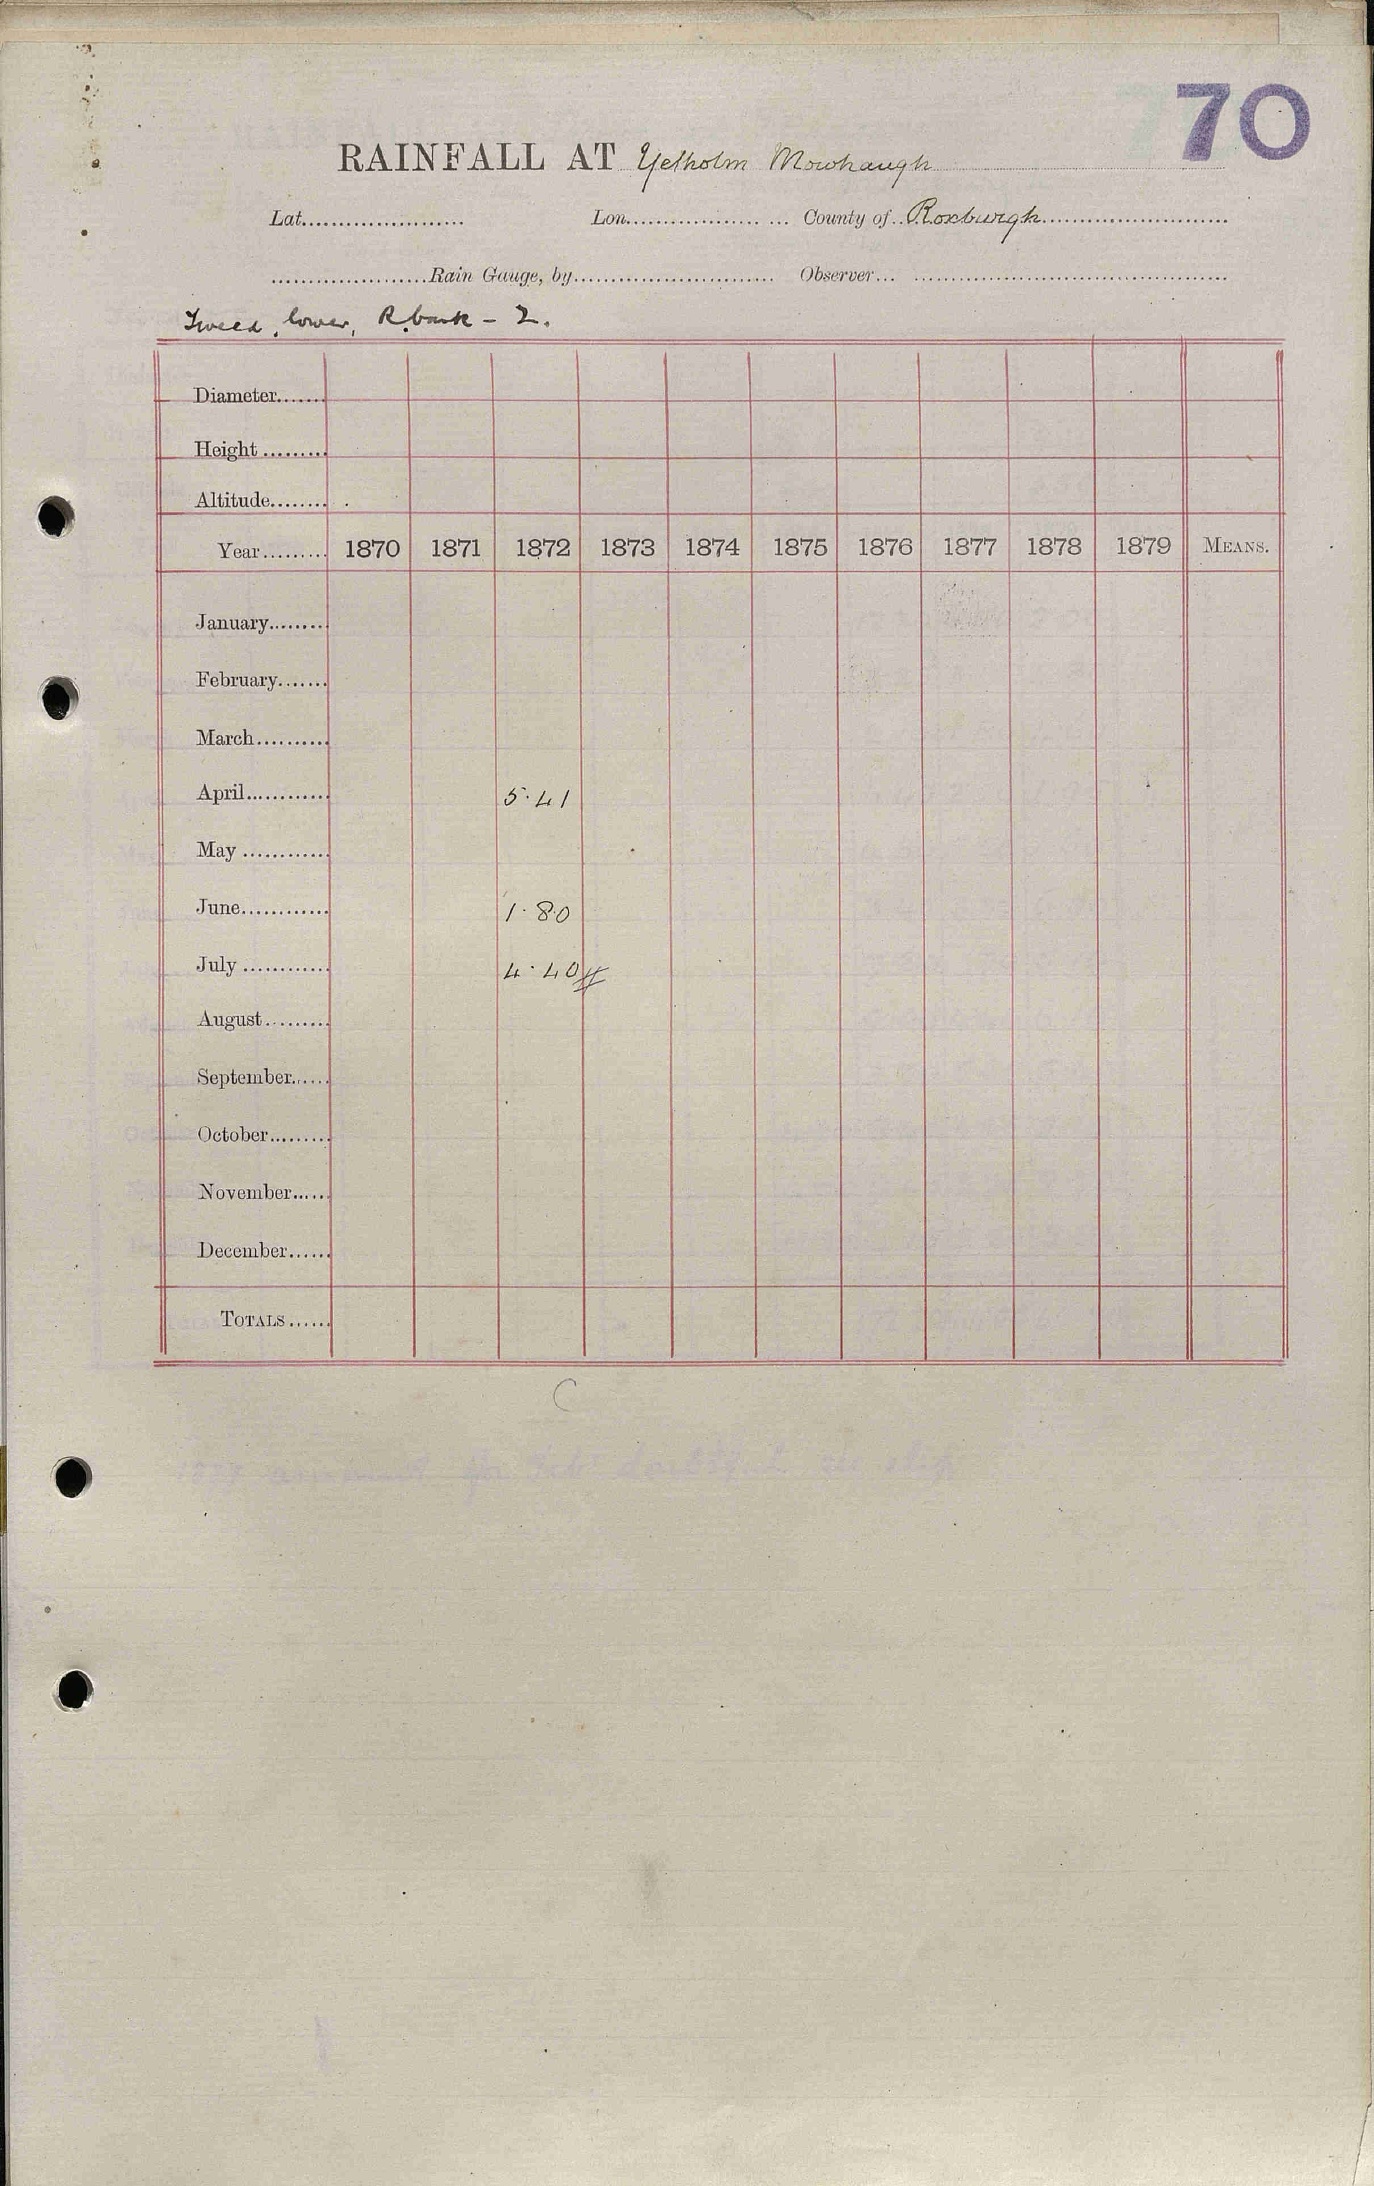 70
RAINFALL AT Yetholm Mowhaugh
Lat. Lon. County of Roxburgh
Rain Gauge, by Observer
Tweed, lower, R. bank - 2.
Diameter
Height
Altitude
Year 1870 1871 1872 1873 1874 1875 1876 1877 1878 1879 MEANS.
January
February
March
April 5.41
May
June 1.80
July 4.40
August
September
October
November
December
TOTALS
C